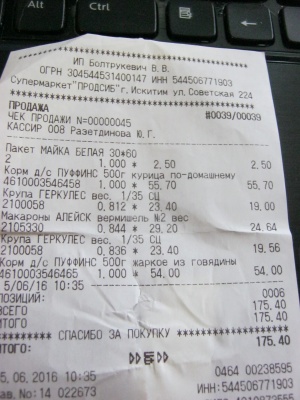 Ctrl
Alt
********************************
ИП Болтрукевич В.В.
ОГРН 304544531400147 ИНН 544506771903
Супермаркет "ПРОДСИБ"г.Искитим ул.Советская 224
********************************
ПРОДАЖА #0039/00039
ЧЕК ПРОДАЖИ N=00000045
КАССИР 008 Разетдинова Ю.Г.
Пакет МАЙКА БЕЛАЯ 30*60
2 1,000 * 2,50 2,50
Корм д/с ПУФФИНС 500г курица по-домашнему
4610003546458 1,000 * 55,70 55,70
Крупа ГЕРКУЛЕС вес. 1/35 СЦ
2100058 0,812 * 23,40 19,00
Макароны АЛЕЙСК вермишель №2 вес
2105330 0,844 * 29,20 24,64
Крупа ГЕРКУЛЕС вес. 1/35 СЦ
2100058 0,836 * 23,40 19,56
Корм д/с ПУФФИНС 500г жаркое из говядины
4610003546465 1,000 * 54,00 54,00
5/06/16 10:35
ПОЗИЦИЙ: 0006
ВСЕГО 175,40
ИТОГО 175,40
******** СПАСИБО ЗА ПОКУПКУ ********
ИТОГО: 175,40
05.06.2016 10:35 0464 00238595
Зав.No:14 022673 ИНН:544506771903